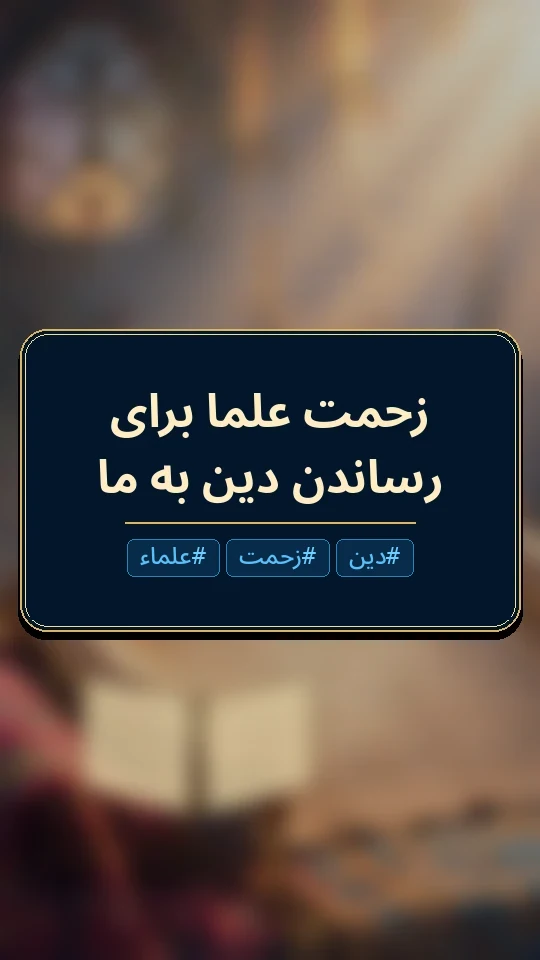 زحمت علما برای
رساندن دین به ما
#دین #زحمت #علماء